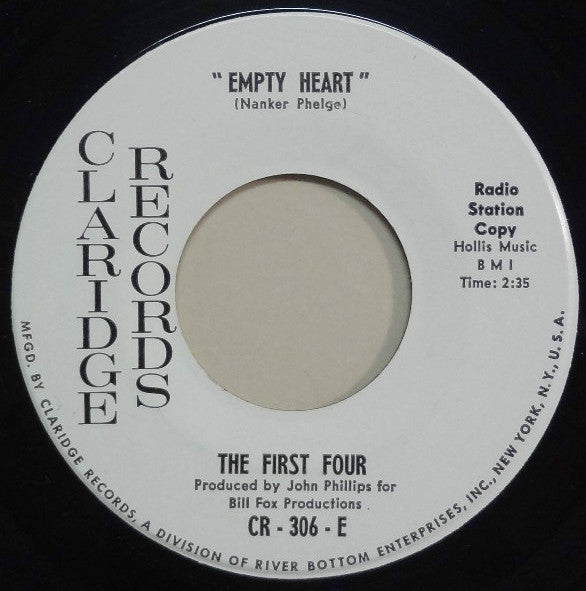 "EMPTY HEART"
(Nanker Phelge)
CLARIDGE
RECORDS
Radio
Station
Copy
Hollis Music
B M I
Time: 2:35
THE FIRST FOUR
Produced by John Phillips for
Bill Fox Productions .
CR - 306 - E
MFGD. BY CLARIDGE RECORDS, A DIVISION OF RIVER BOTTOM ENTERPRISES, INC., NEW YORK, N.Y., U.S.A.